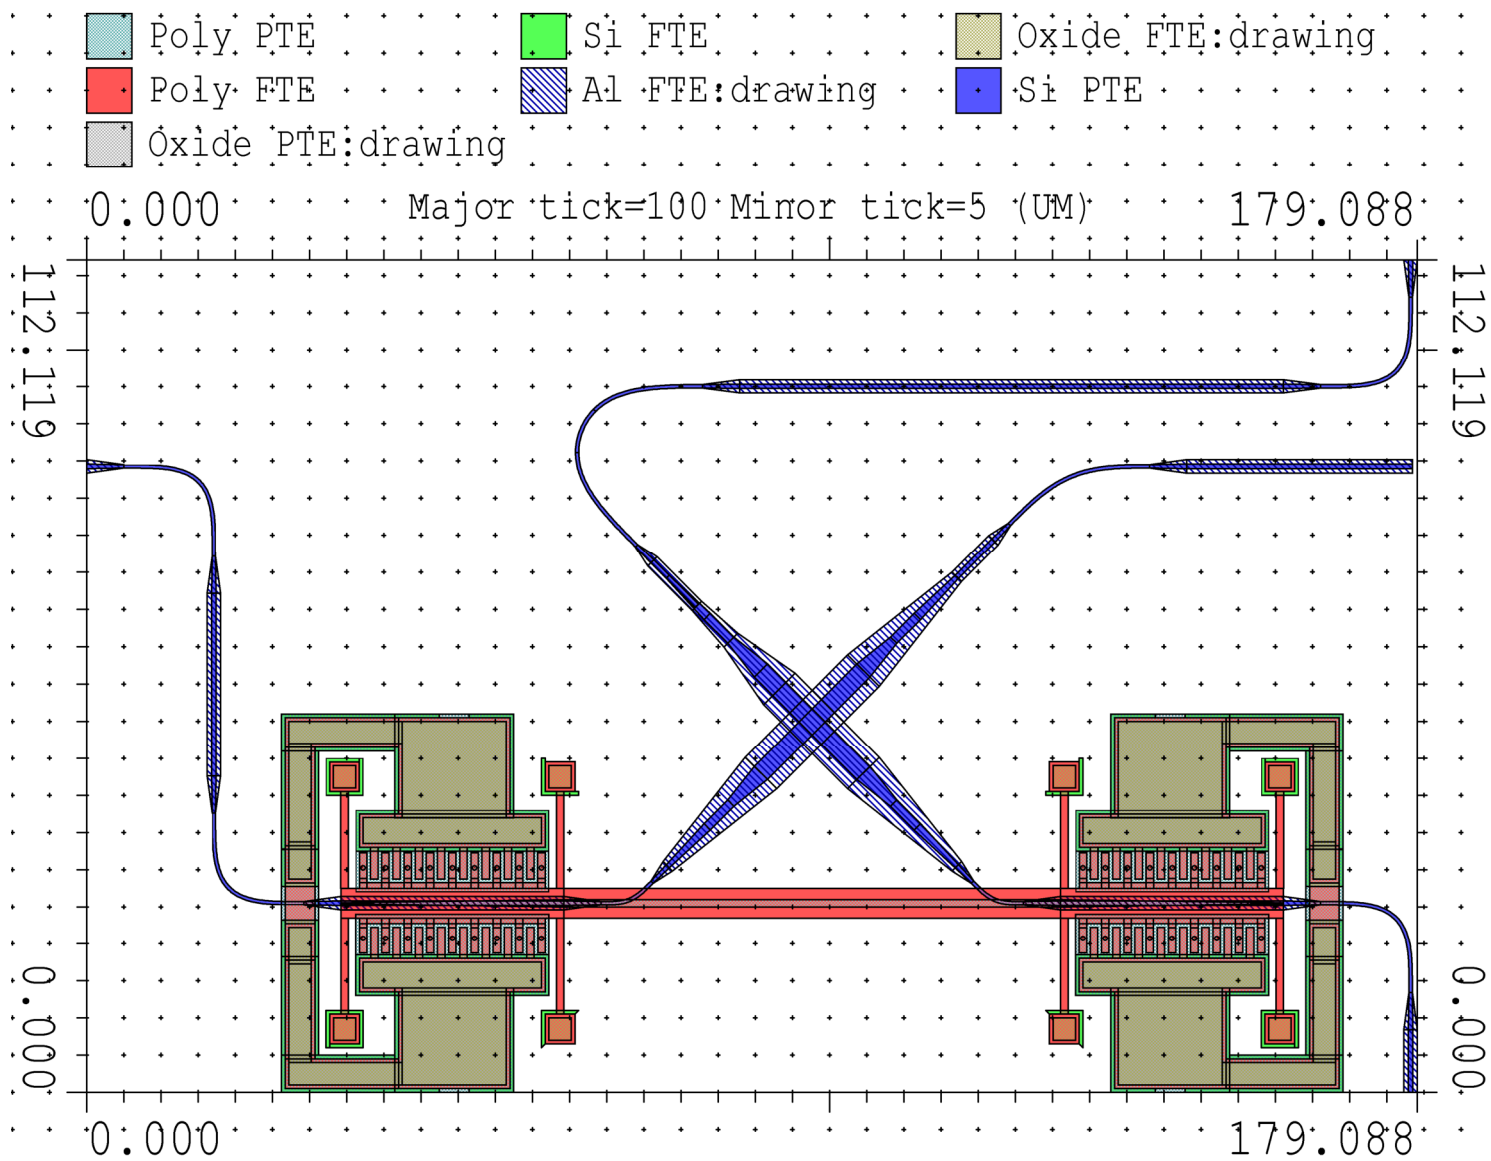 Poly PTE
Si FTE
Oxide FTE:drawing
Poly FTE
Al FTE:drawing
Si PTE
Oxide PTE:drawing
0.000
Major tick=100 Minor tick=5 (UM)
179.088
112.119
112.119
0.000
0.000
0.000
179.088